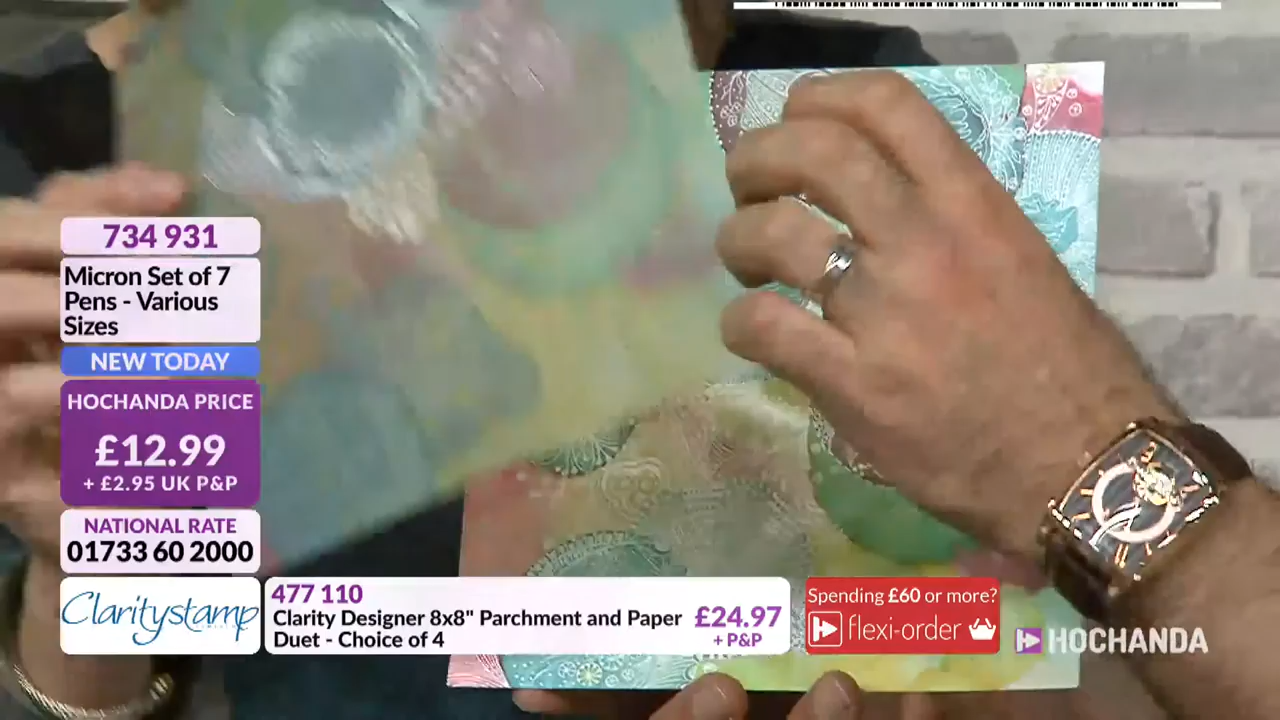 734 931
Micron Set of 7
Pens - Various
Sizes
NEW TODAY
HOCHANDA PRICE
£12.99
+ £2.95 UK P&P
NATIONAL RATE
01733 60 2000
Claritystamp
477 110
Clarity Designer 8x8" Parchment and Paper
Duet - Choice of 4
£24.97
+ P&P
Spending £60 or more?
flexi-order
HOCHANDA